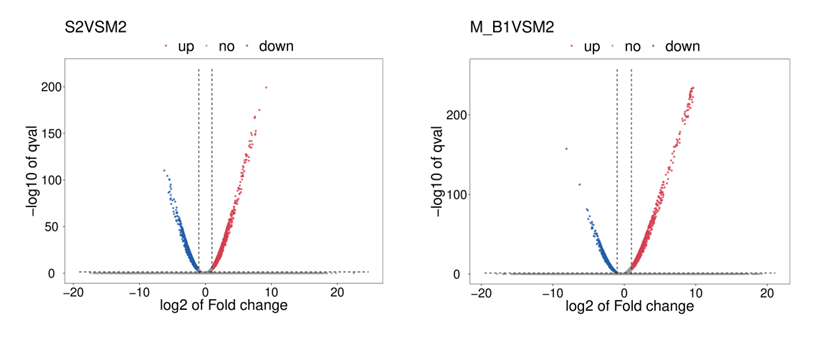 S2VSM2
up no down
200
150
100
50
0
−log10 of qval
−20 −10 0 10 20
log2 of Fold change
M_B1VSM2
up no down
200
100
0
−log10 of qval
−20 −10 0 10 20
log2 of Fold change